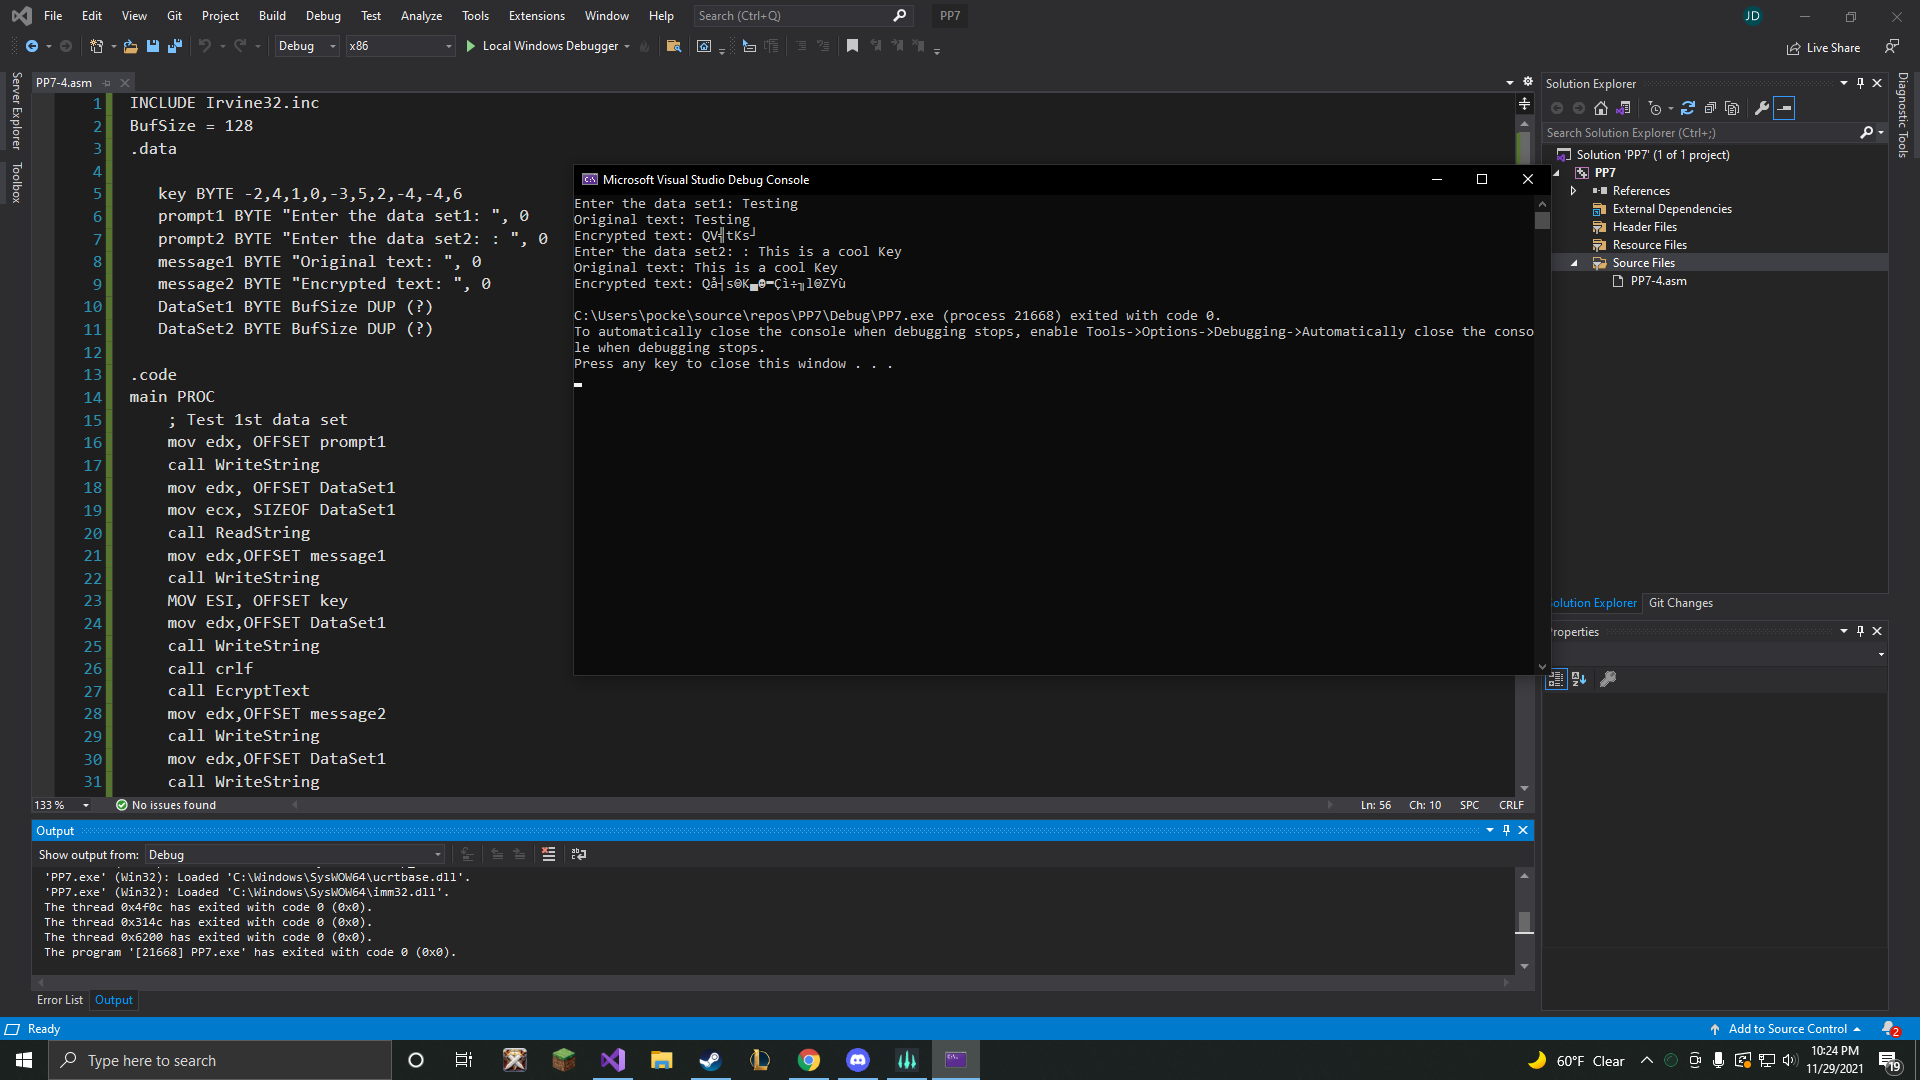 File Edit View Git Project Build Debug Test Analyze Tools Extensions Window Help Search (Ctrl+Q) PP7 JD
Debug x86 Local Windows Debugger Live Share
Server Explorer
Toolbox
PP7-4.asm
1 INCLUDE Irvine32.inc
2 BufSize = 128
3 .data
4
5 key BYTE -2,4,1,0,-3,5,2,-4,-4,6
6 prompt1 BYTE "Enter the data set1: ", 0
7 prompt2 BYTE "Enter the data set2: : ", 0
8 message1 BYTE "Original text: ", 0
9 message2 BYTE "Encrypted text: ", 0
10 DataSet1 BYTE BufSize DUP (?)
11 DataSet2 BYTE BufSize DUP (?)
12
13 .code
14 main PROC
15 ; Test 1st data set
16 mov edx, OFFSET prompt1
17 call WriteString
18 mov edx, OFFSET DataSet1
19 mov ecx, SIZEOF DataSet1
20 call ReadString
21 mov edx,OFFSET message1
22 call WriteString
23 MOV ESI, OFFSET key
24 mov edx,OFFSET DataSet1
25 call WriteString
26 call crlf
27 call EcryptText
28 mov edx,OFFSET message2
29 call WriteString
30 mov edx,OFFSET DataSet1
31 call WriteString
133 % No issues found Ln: 56 Ch: 10 SPC CRLF
Microsoft Visual Studio Debug Console
Enter the data set1: Testing
Original text: Testing
Encrypted text: QV╣tKs┘
Enter the data set2: : This is a cool Key
Original text: This is a cool Key
Encrypted text:
C:\Users\pocke\source\repos\PP7\Debug\PP7.exe (process 21668) exited with code 0.
To automatically close the console when debugging stops, enable Tools->Options->Debugging->Automatically close the conso
le when debugging stops.
Press any key to close this window . . .
Solution Explorer
Search Solution Explorer (Ctrl+;)
Solution 'PP7' (1 of 1 project)
PP7
References
External Dependencies
Header Files
Resource Files
Source Files
PP7-4.asm
olution Explorer Git Changes
roperties
Diagnostic Tools
Output
Show output from: Debug
'PP7.exe' (Win32): Loaded 'C:\Windows\SysWOW64\ucrtbase.dll'.
'PP7.exe' (Win32): Loaded 'C:\Windows\SysWOW64\imm32.dll'.
The thread 0x4f0c has exited with code 0 (0x0).
The thread 0x314c has exited with code 0 (0x0).
The thread 0x6200 has exited with code 0 (0x0).
The program '[21668] PP7.exe' has exited with code 0 (0x0).
Error List Output
Ready Add to Source Control 2
Type here to search 60°F Clear 10:24 PM
11/29/2021
19